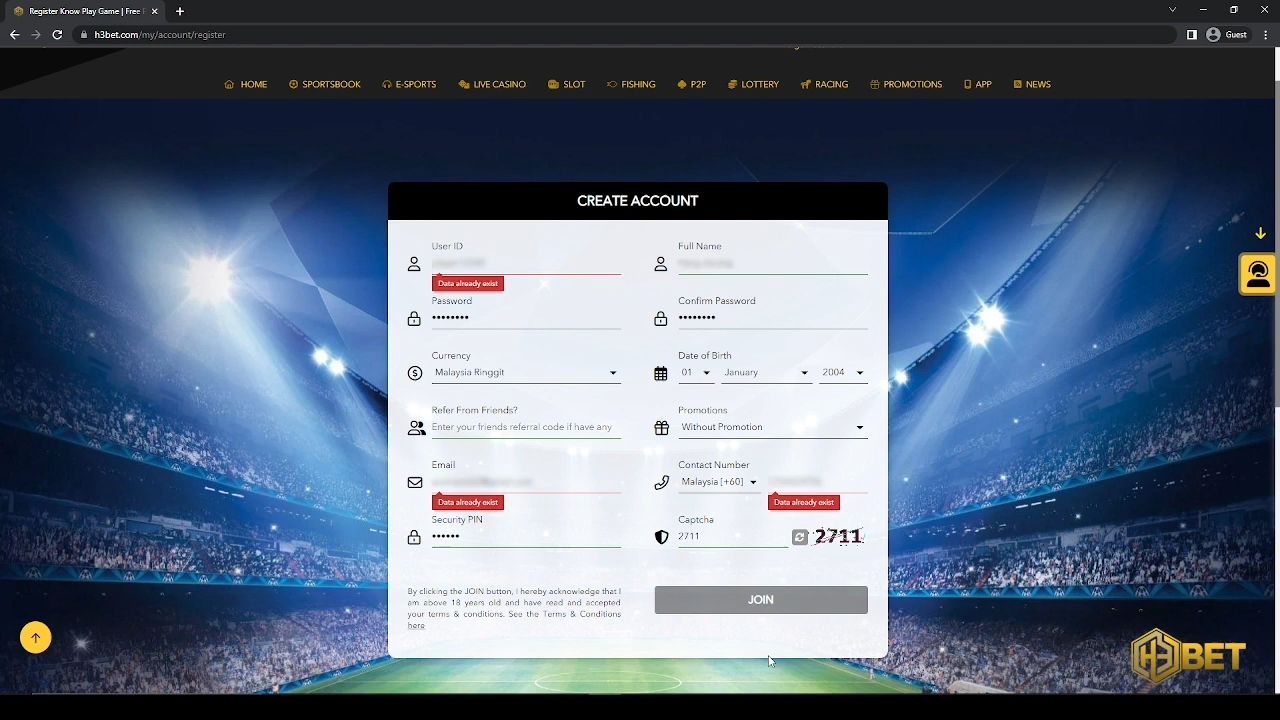 Register Know Play Game | Free F
h3bet.com/my/account/register
Guest
HOME SPORTSBOOK E-SPORTS LIVE CASINO SLOT FISHING P2P LOTTERY RACING PROMOTIONS APP NEWS
CREATE ACCOUNT
User ID
Full Name
Data already exist
Password
Confirm Password
••••••••
••••••••
Currency
Date of Birth
Malaysia Ringgit
01 January 2004
Refer From Friends?
Promotions
Enter your friends referral code if have any
Without Promotion
Email
Contact Number
Malaysia [+60]
Data already exist
Data already exist
Security PIN
Captcha
••••••
2711
2711
By clicking the JOIN button, I hereby acknowledge that I
am above 18 years old and have read and accepted
your terms & conditions. See the Terms & Conditions
here
JOIN
H3BET